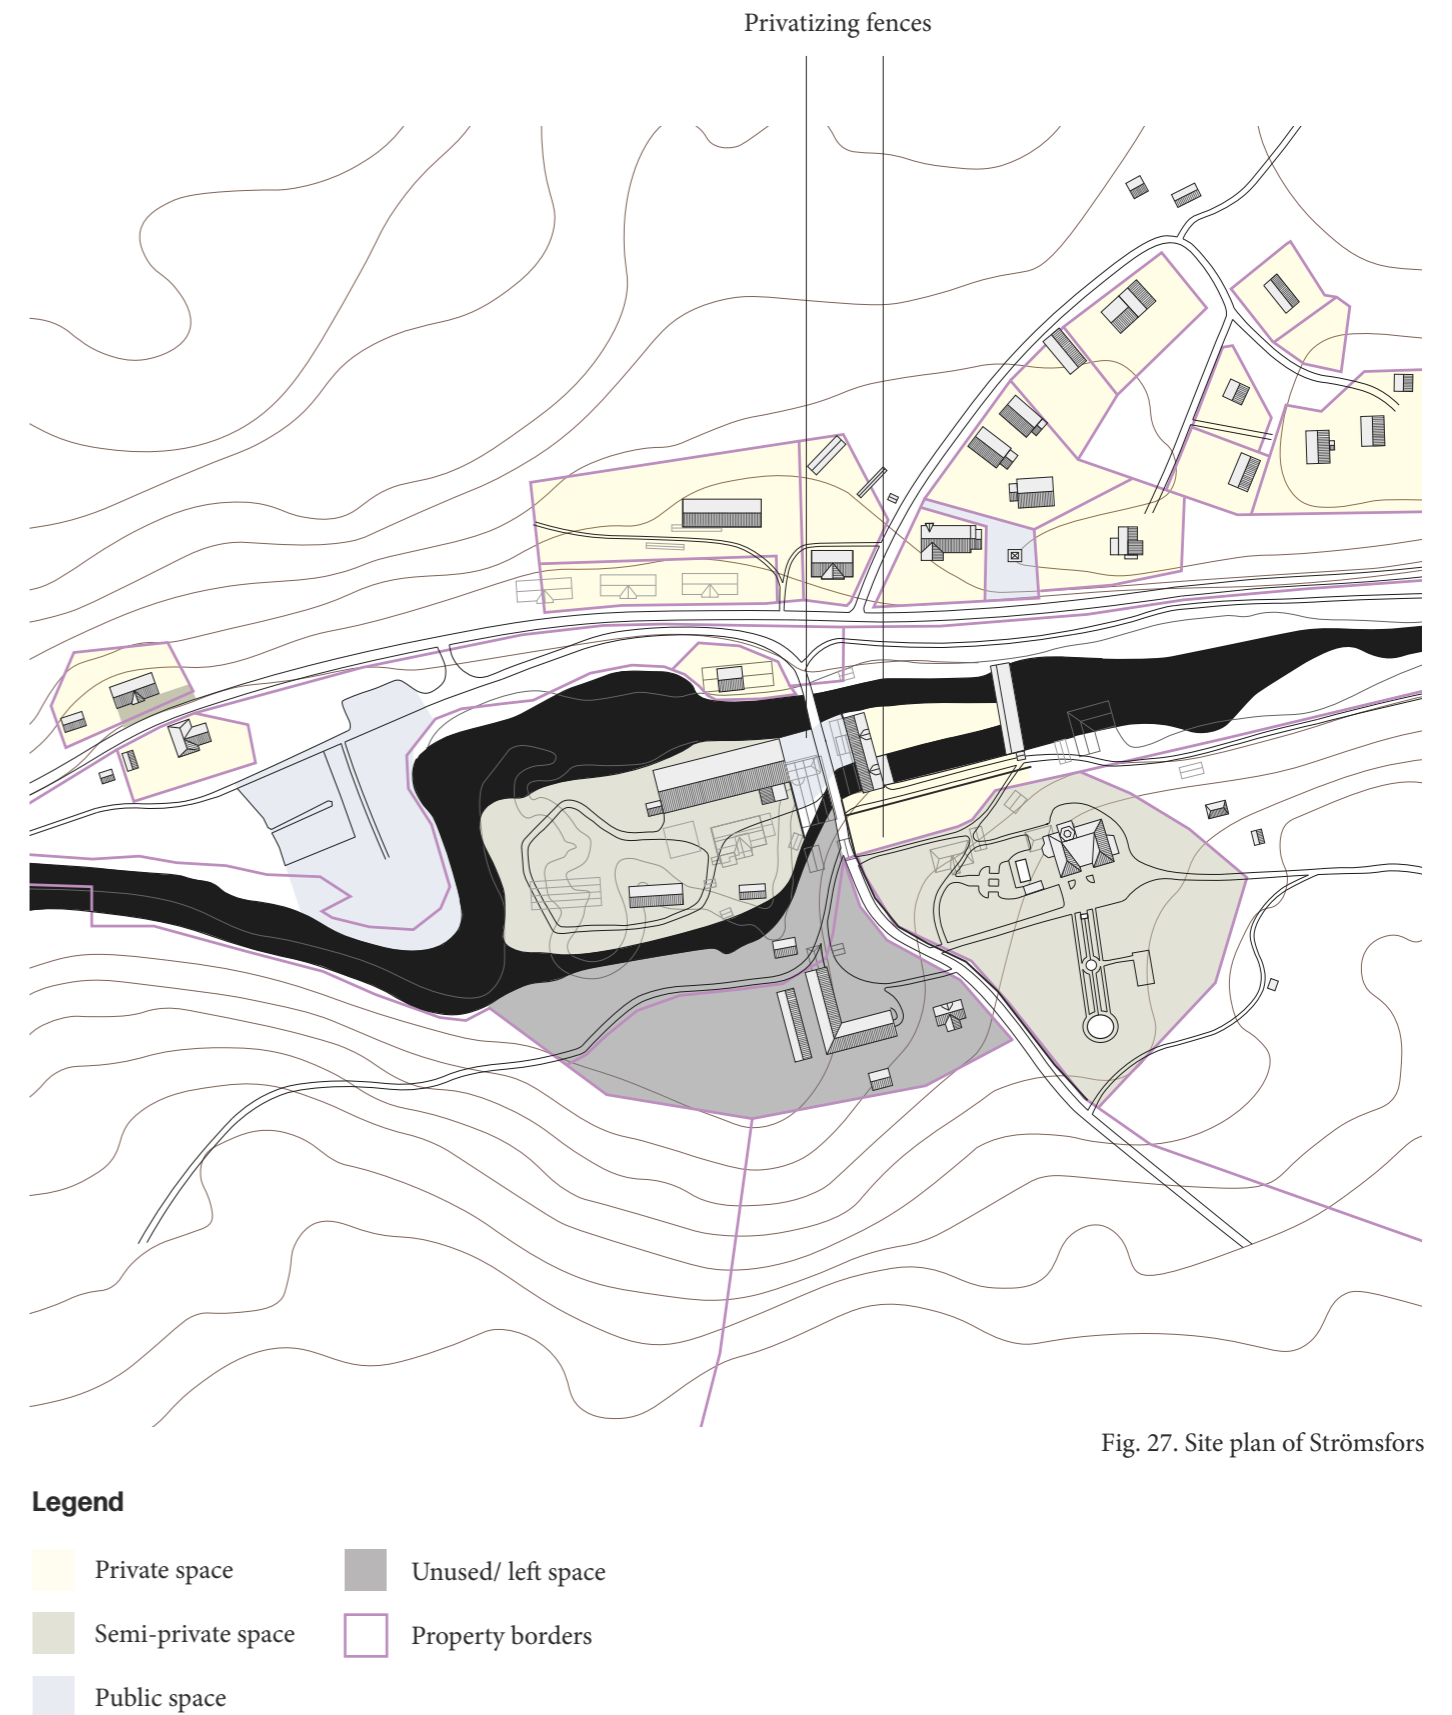 Privatizing fences
Fig. 27. Site plan of Strömsfors
Legend
Private space
Semi-private space
Public space
Unused/ left space
Property borders